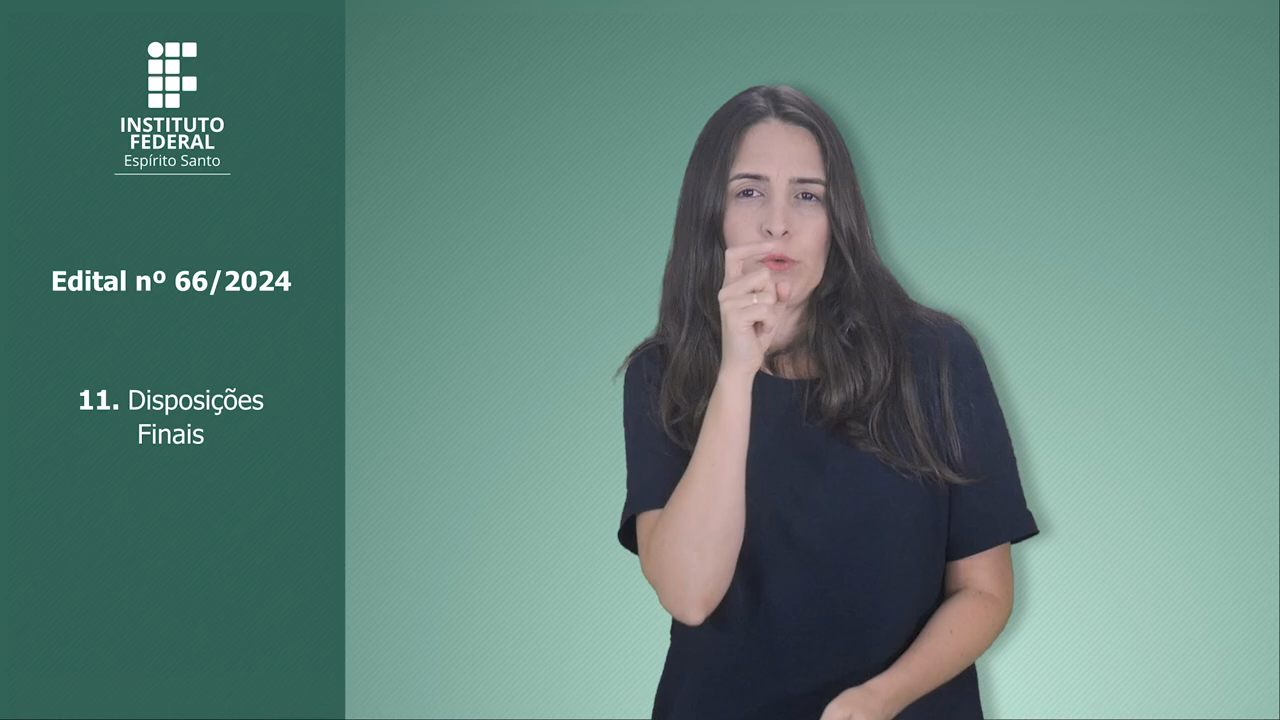 INSTITUTO
FEDERAL
Espírito Santo
Edital nº 66/2024
11. Disposições
Finais